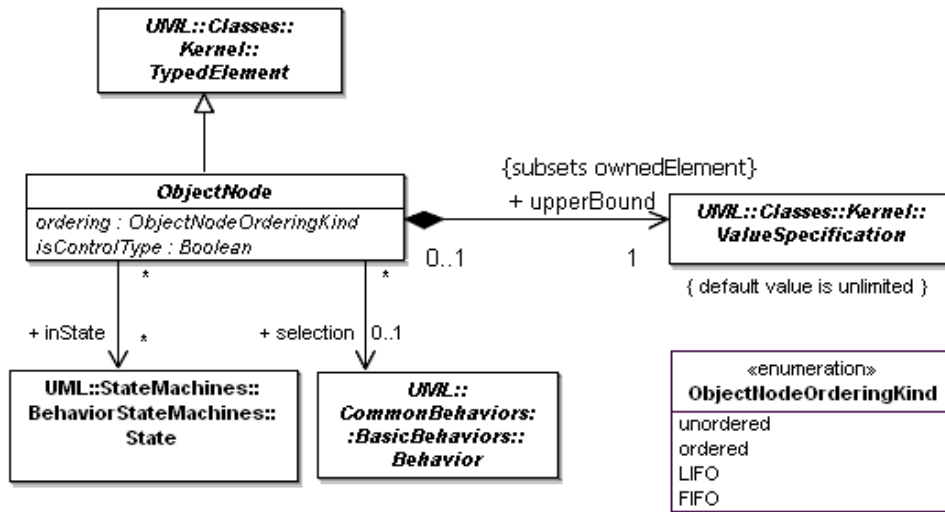 UML::Classes::
Kernel::
TypedElement
{subsets ownedElement}
+ upperBound
ObjectNode
ordering : ObjectNodeOrderingKind
isControlType : Boolean
0..1
1
UML::Classes::Kernel::
ValueSpecification
{ default value is unlimited }
*
*
+ inState
*
+ selection
0..1
UML::StateMachines::
BehaviorStateMachines::
State
UML::
CommonBehaviors:
:BasicBehaviors::
Behavior
«enumeration»
ObjectNodeOrderingKind
unordered
ordered
LIFO
FIFO